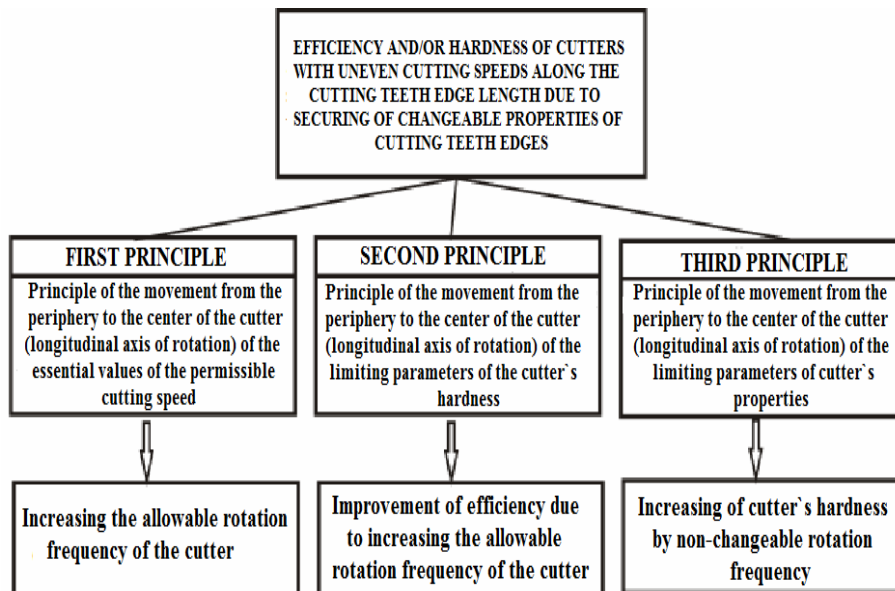 EFFICIENCY AND/OR HARDNESS OF CUTTERS
WITH UNEVEN CUTTING SPEEDS ALONG THE
CUTTING TEETH EDGE LENGTH DUE TO
SECURING OF CHANGEABLE PROPERTIES OF
CUTTING TEETH EDGES
FIRST PRINCIPLE
Principle of the movement from the
periphery to the center of the cutter
(longitudinal axis of rotation) of the
essential values of the permissible
cutting speed
Increasing the allowable rotation
frequency of the cutter
SECOND PRINCIPLE
Principle of the movement from the
periphery to the center of the cutter
(longitudinal axis of rotation) of the
limiting parameters of the cutter`s
hardness
Improvement of efficiency due
to increasing the allowable
rotation frequency of the cutter
THIRD PRINCIPLE
Principle of the movement from the
periphery to the center of the cutter
(longitudinal axis of rotation) of the
limiting parameters of cutter`s
properties
Increasing of cutter`s hardness
by non-changeable rotation
frequency